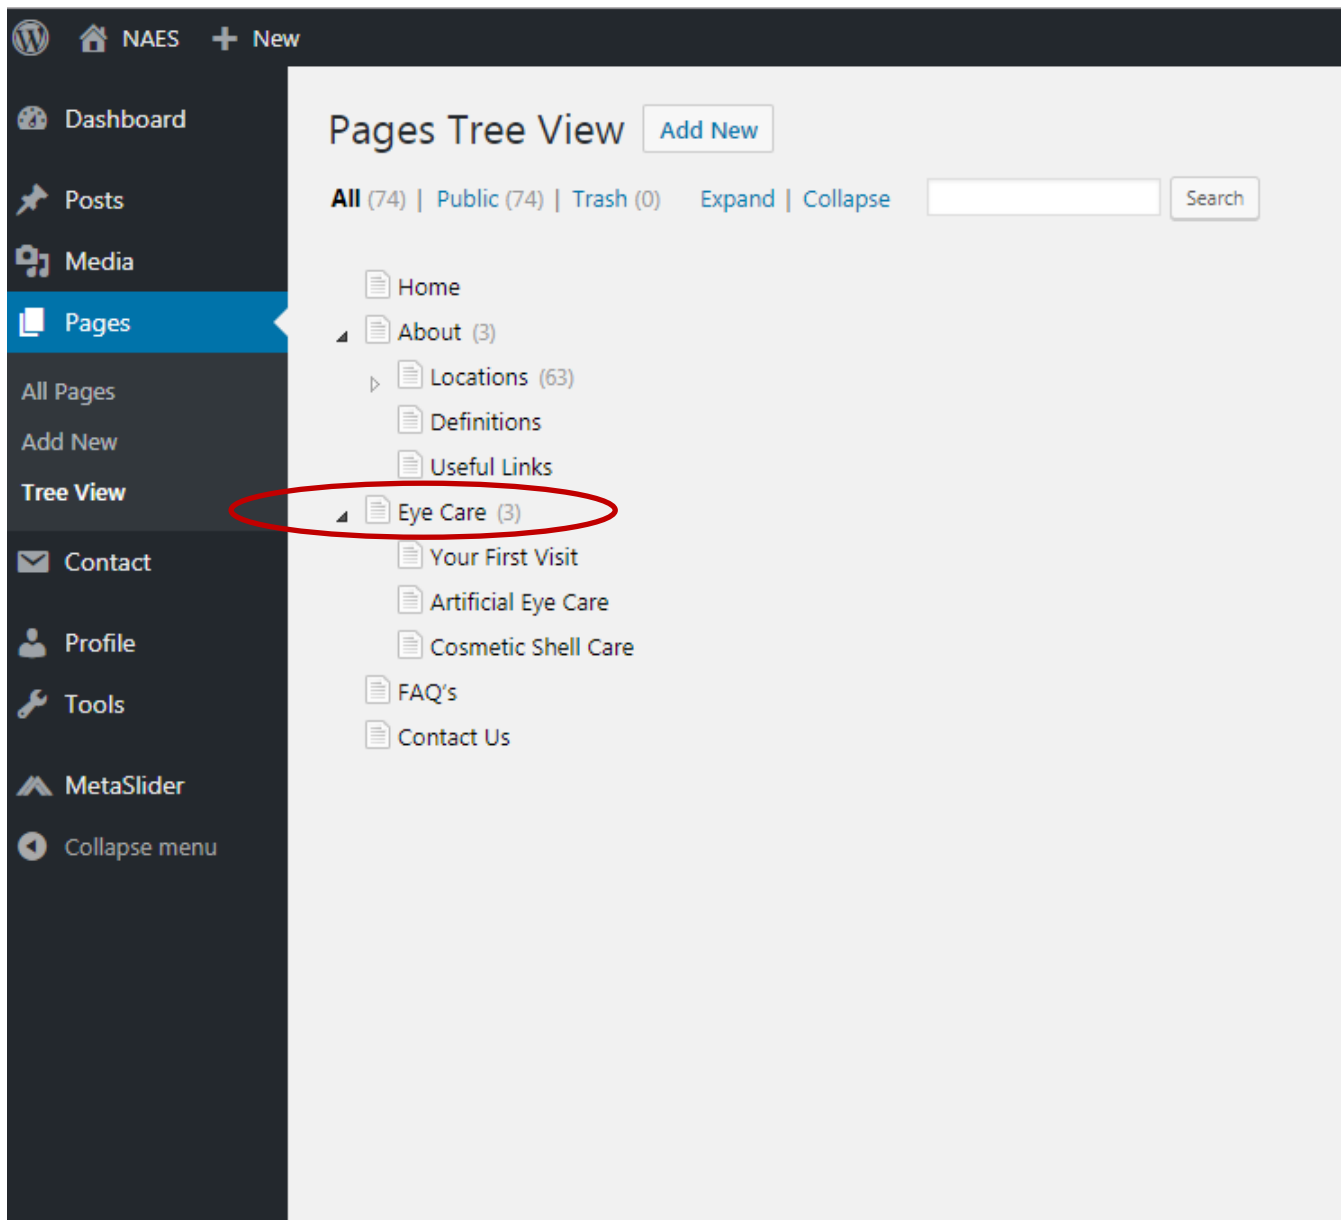 NAES New
Dashboard
Posts
Media
Pages
All Pages
Add New
Tree View
Contact
Profile
Tools
MetaSlider
Collapse menu
Pages Tree View Add New
All (74) | Public (74) | Trash (0) Expand | Collapse Search
Home
About (3)
Locations (63)
Definitions
Useful Links
Eye Care (3)
Your First Visit
Artificial Eye Care
Cosmetic Shell Care
FAQ's
Contact Us